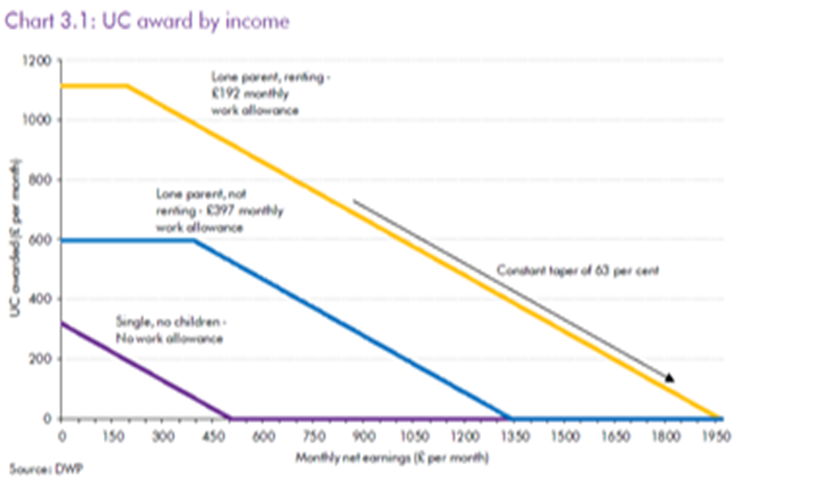 Chart 3.1: UC award by income
1200
1000
800
600
400
200
0
UC awarded (£ per month)
Lone parent, renting -
£192 monthly
work allowance
Lone parent, not
renting - £397 monthly
work allowance
Constant taper of 63 per cent
Single, no children -
No work allowance
0 150 300 450 600 750 900 1050 1200 1350 1500 1650 1800 1950
Monthly net earnings (£ per month)
Source: DWP